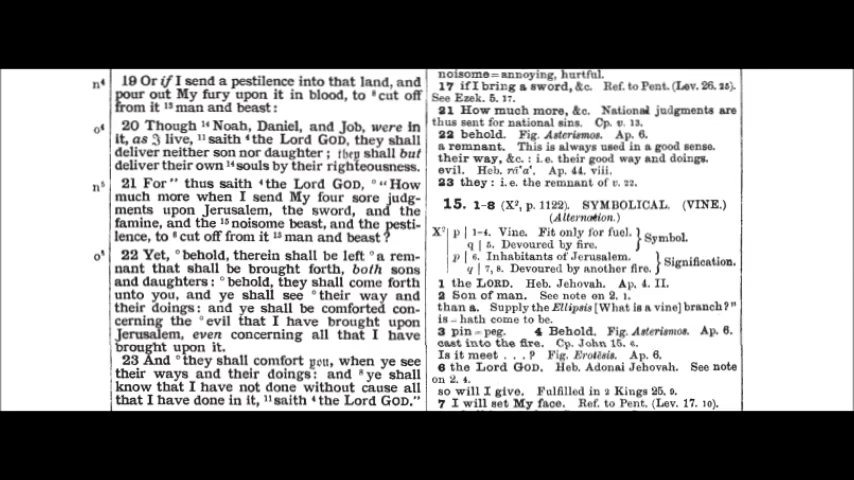 n⁴ 19 Or if I send a pestilence into that land, and
pour out My fury upon it in blood, to ⁸cut off
from it ¹³man and beast:
o⁴ 20 Though ¹⁴Noah, Daniel, and Job, were in
it, as I live, ¹¹saith ⁴the Lord GOD, they shall
deliver neither son nor daughter; they shall but
deliver their own ¹⁴souls by their righteousness.
n⁵ 21 For” thus saith ⁴the Lord GOD, °“How
much more when I send My four sore judg-
ments upon Jerusalem, the sword, and the
famine, and the ¹⁵noisome beast, and the pesti-
lence, to ⁸cut off from it ¹³man and beast?
o⁵ 22 Yet, °behold, therein shall be left °a rem-
nant that shall be brought forth, both sons
and daughters: °behold, they shall come forth
unto you, and ye shall see °their way and
their doings: and ye shall be comforted con-
cerning the °evil that I have brought upon
Jerusalem, even concerning all that I have
brought upon it.
23 And °they shall comfort you, when ye see
their ways and their doings: and ⁸ye shall
know that I have not done without cause all
that I have done in it, ¹¹saith ⁴the Lord GOD.”
noisome=annoying, hurtful.
17 if I bring a sword, &c. Ref. to Pent. (Lev. 26. 25).
See Ezek. 5. 17.
21 How much more, &c. National judgments are
thus sent for national sins. Cp. v. 13.
22 behold. Fig. Asterismos. Ap. 6.
a remnant. This is always used in a good sense.
their way, &c.: i.e. their good way and doings.
evil. Heb. rā‘a‘. Ap. 44. viii.
23 they: i.e. the remnant of v. 22.
15. 1-8 (X², p. 1122). SYMBOLICAL. (VINE.)
(Alternation.)
X² | p | 1-4. Vine. Fit only for fuel. } Symbol.
q | 5. Devoured by fire.
p | 6. Inhabitants of Jerusalem. } Signification.
q | 7, 8. Devoured by another fire.
1 the LORD. Heb. Jehovah. Ap. 4. II.
2 Son of man. See note on 2. 1.
than a. Supply the Ellipsis [What is a vine] branch?”
is=hath come to be.
3 pin=peg. 4 Behold. Fig. Asterismos. Ap. 6.
cast into the fire. Cp. John 15. 6.
Is it meet . . . ? Fig. Erotēsis. Ap. 6.
6 the Lord GOD. Heb. Adonai Jehovah. See note
on 2. 4.
so will I give. Fulfilled in 2 Kings 25. 9.
7 I will set My face. Ref. to Pent. (Lev. 17. 10).